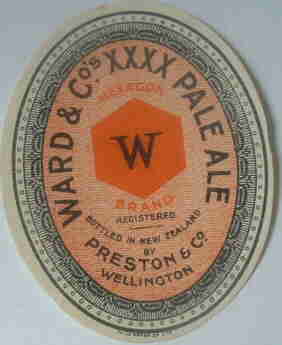 WARD & Co's XXXX PALE ALE
HEXAGON
W
BRAND
REGISTERED
BOTTLED IN NEW ZEALAND
BY
PRESTON & Co
WELLINGTON